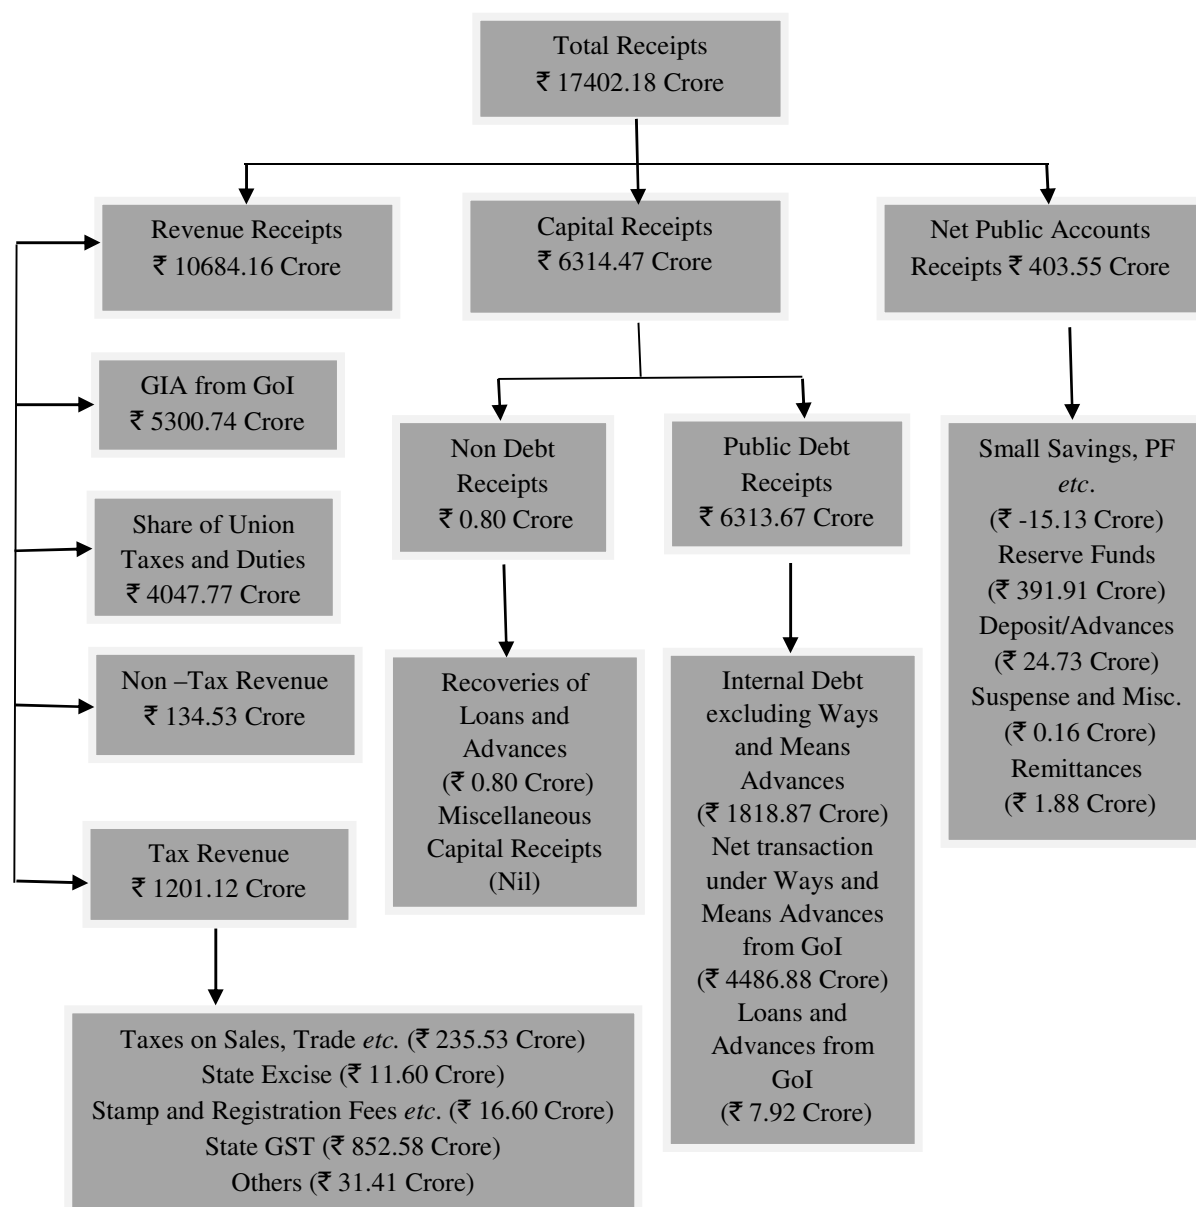 Total Receipts
₹ 17402.18 Crore
Revenue Receipts
₹ 10684.16 Crore
Capital Receipts
₹ 6314.47 Crore
Net Public Accounts
Receipts ₹ 403.55 Crore
GIA from GoI
₹ 5300.74 Crore
Share of Union
Taxes and Duties
₹ 4047.77 Crore
Non –Tax Revenue
₹ 134.53 Crore
Tax Revenue
₹ 1201.12 Crore
Taxes on Sales, Trade etc. (₹ 235.53 Crore)
State Excise (₹ 11.60 Crore)
Stamp and Registration Fees etc. (₹ 16.60 Crore)
State GST (₹ 852.58 Crore)
Others (₹ 31.41 Crore)
Non Debt
Receipts
₹ 0.80 Crore
Recoveries of
Loans and
Advances
(₹ 0.80 Crore)
Miscellaneous
Capital Receipts
(Nil)
Public Debt
Receipts
₹ 6313.67 Crore
Internal Debt
excluding Ways
and Means
Advances
(₹ 1818.87 Crore)
Net transaction
under Ways and
Means Advances
from GoI
(₹ 4486.88 Crore)
Loans and
Advances from
GoI
(₹ 7.92 Crore)
Small Savings, PF
etc.
(₹ -15.13 Crore)
Reserve Funds
(₹ 391.91 Crore)
Deposit/Advances
(₹ 24.73 Crore)
Suspense and Misc.
(₹ 0.16 Crore)
Remittances
(₹ 1.88 Crore)